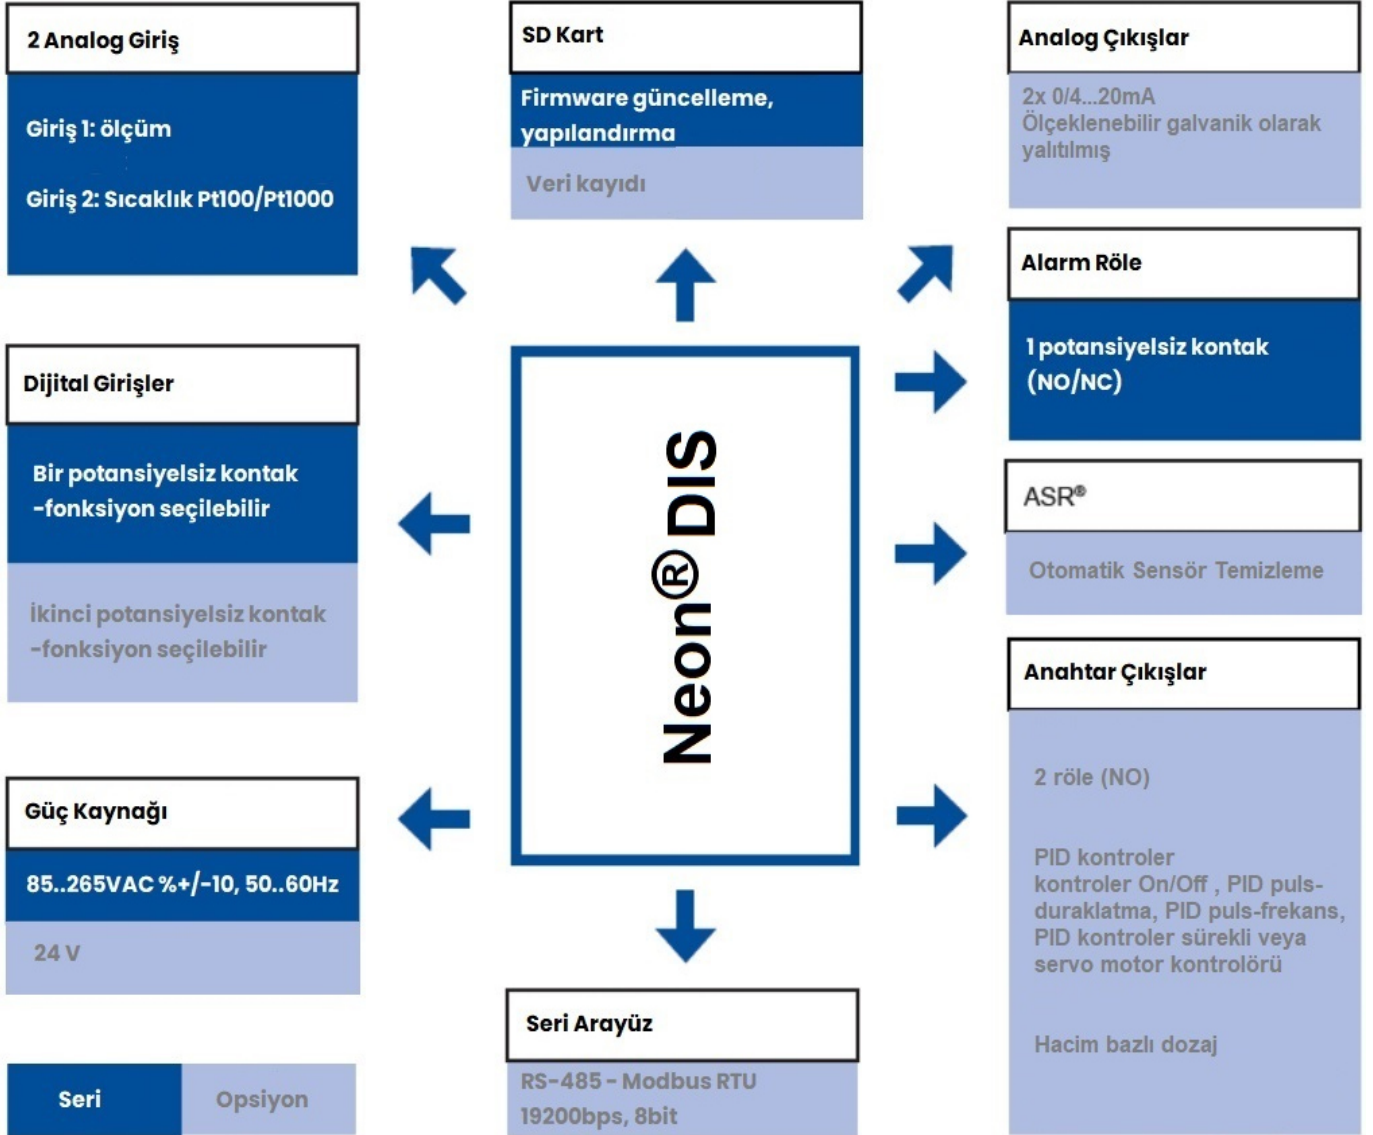 2 Analog Giriş
Giriş 1: ölçüm
Giriş 2: Sıcaklık Pt100/Pt1000
SD Kart
Firmware güncelleme,
yapılandırma
Veri kayıdı
Analog Çıkışlar
2x 0/4...20mA
Ölçeklenebilir galvanik olarak
yalıtılmış
Alarm Röle
1 potansiyelsiz kontak
(NO/NC)
Dijital Girişler
Bir potansiyelsiz kontak
-fonksiyon seçilebilir
İkinci potansiyelsiz kontak
-fonksiyon seçilebilir
Neon® DIS
ASR®
Otomatik Sensör Temizleme
Anahtar Çıkışlar
2 röle (NO)
PID kontroler
kontroler On/Off , PID puls-
duraklatma, PID puls-frekans,
PID kontroler sürekli veya
servo motor kontrolörü
Hacim bazlı dozaj
Güç Kaynağı
85..265VAC %+/-10, 50..60Hz
24 V
Seri Arayüz
RS-485 - Modbus RTU
19200bps, 8bit
Seri
Opsiyon